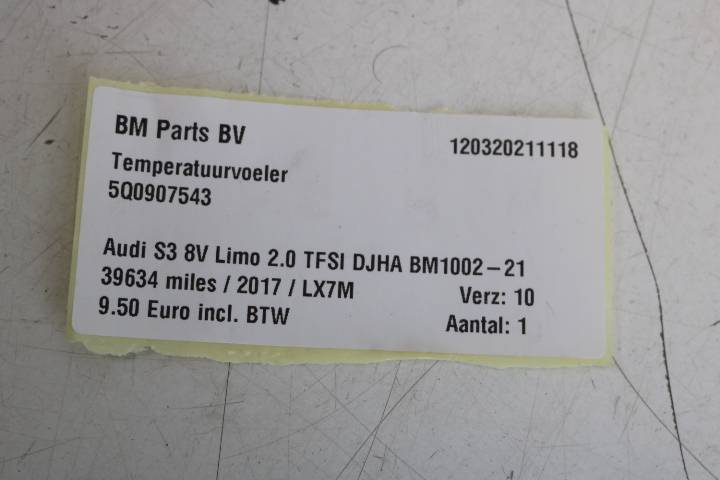 BM Parts BV 120320211118
Temperatuurvoeler
5Q0907543
Audi S3 8V Limo 2.0 TFSI DJHA BM1002-21
39634 miles / 2017 / LX7M Verz: 10
9.50 Euro incl. BTW Aantal: 1